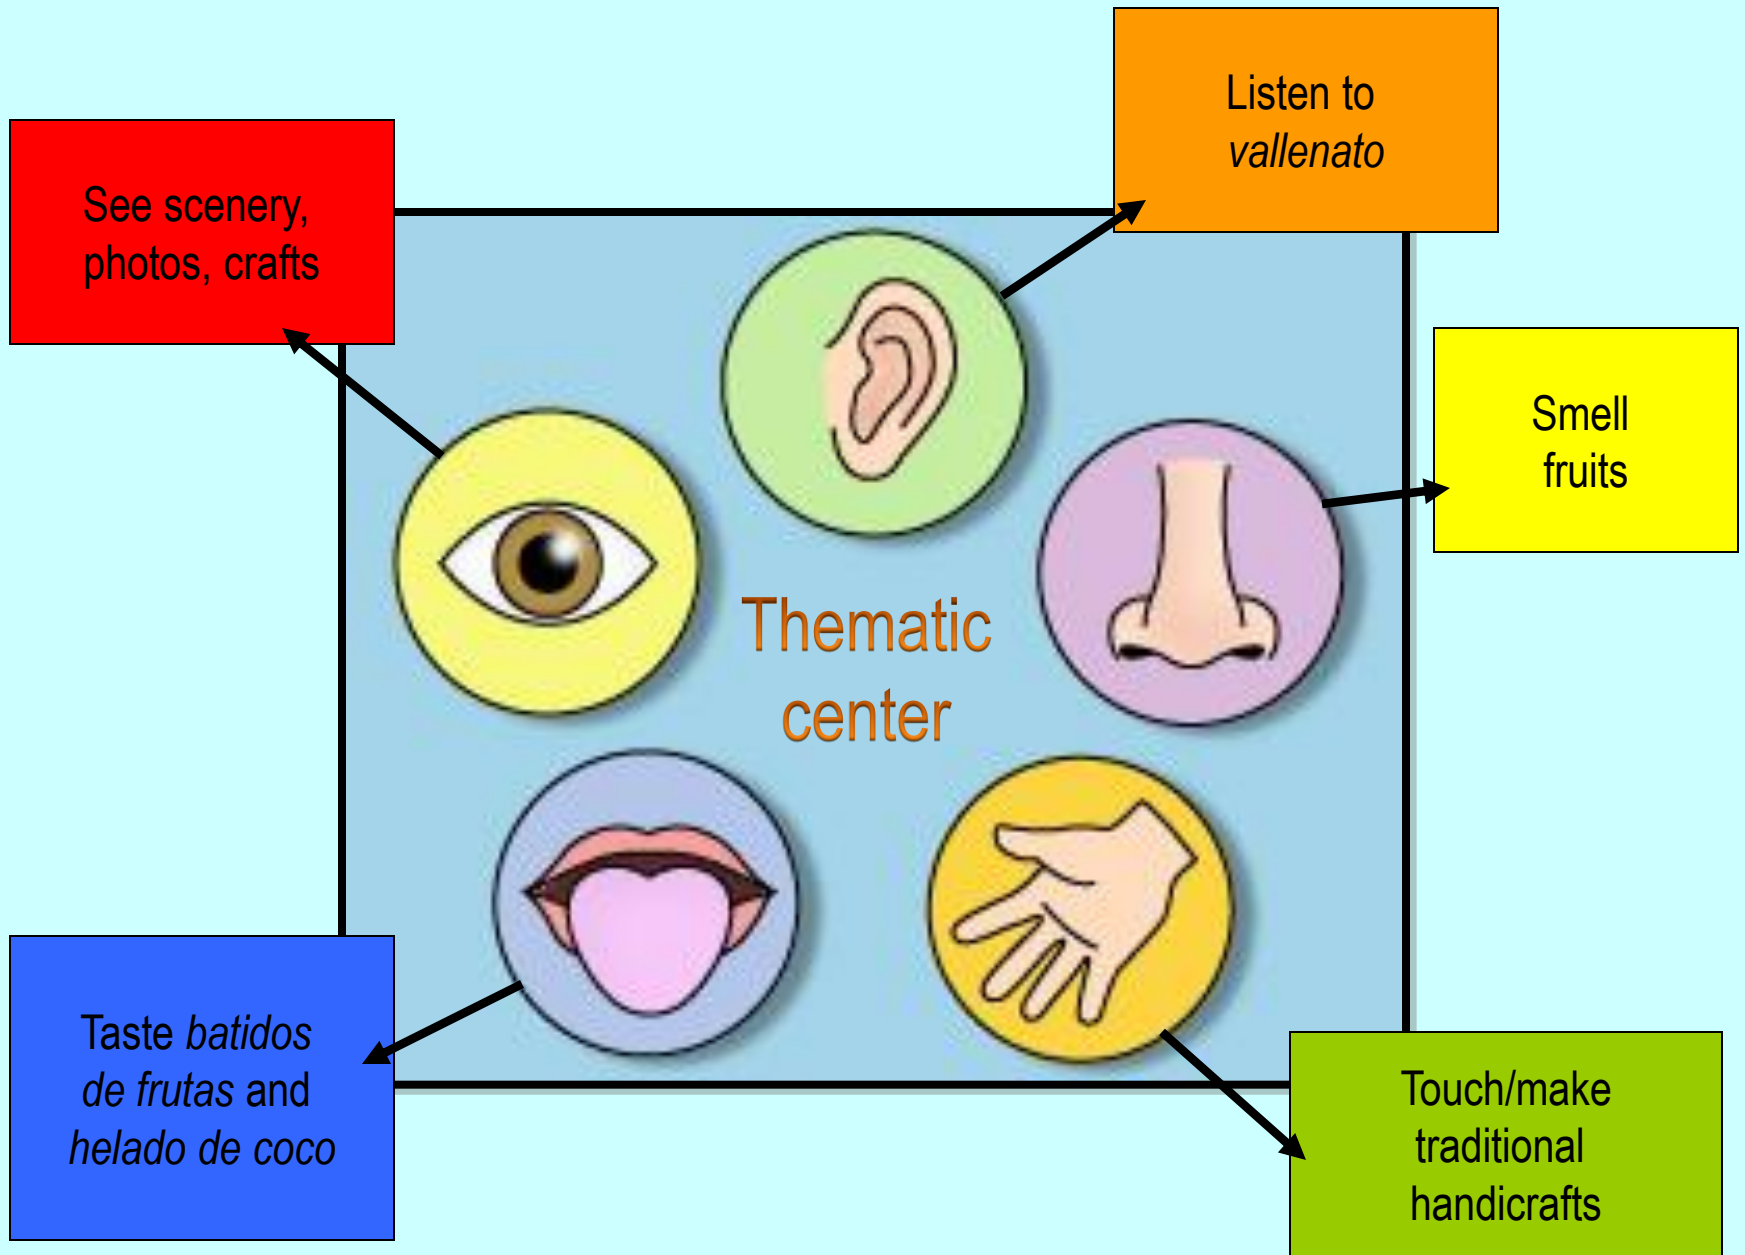 Listen to
vallenato
See scenery,
photos, crafts
Smell
fruits
Thematic
center
Taste batidos
de frutas and
helado de coco
Touch/make
traditional
handicrafts